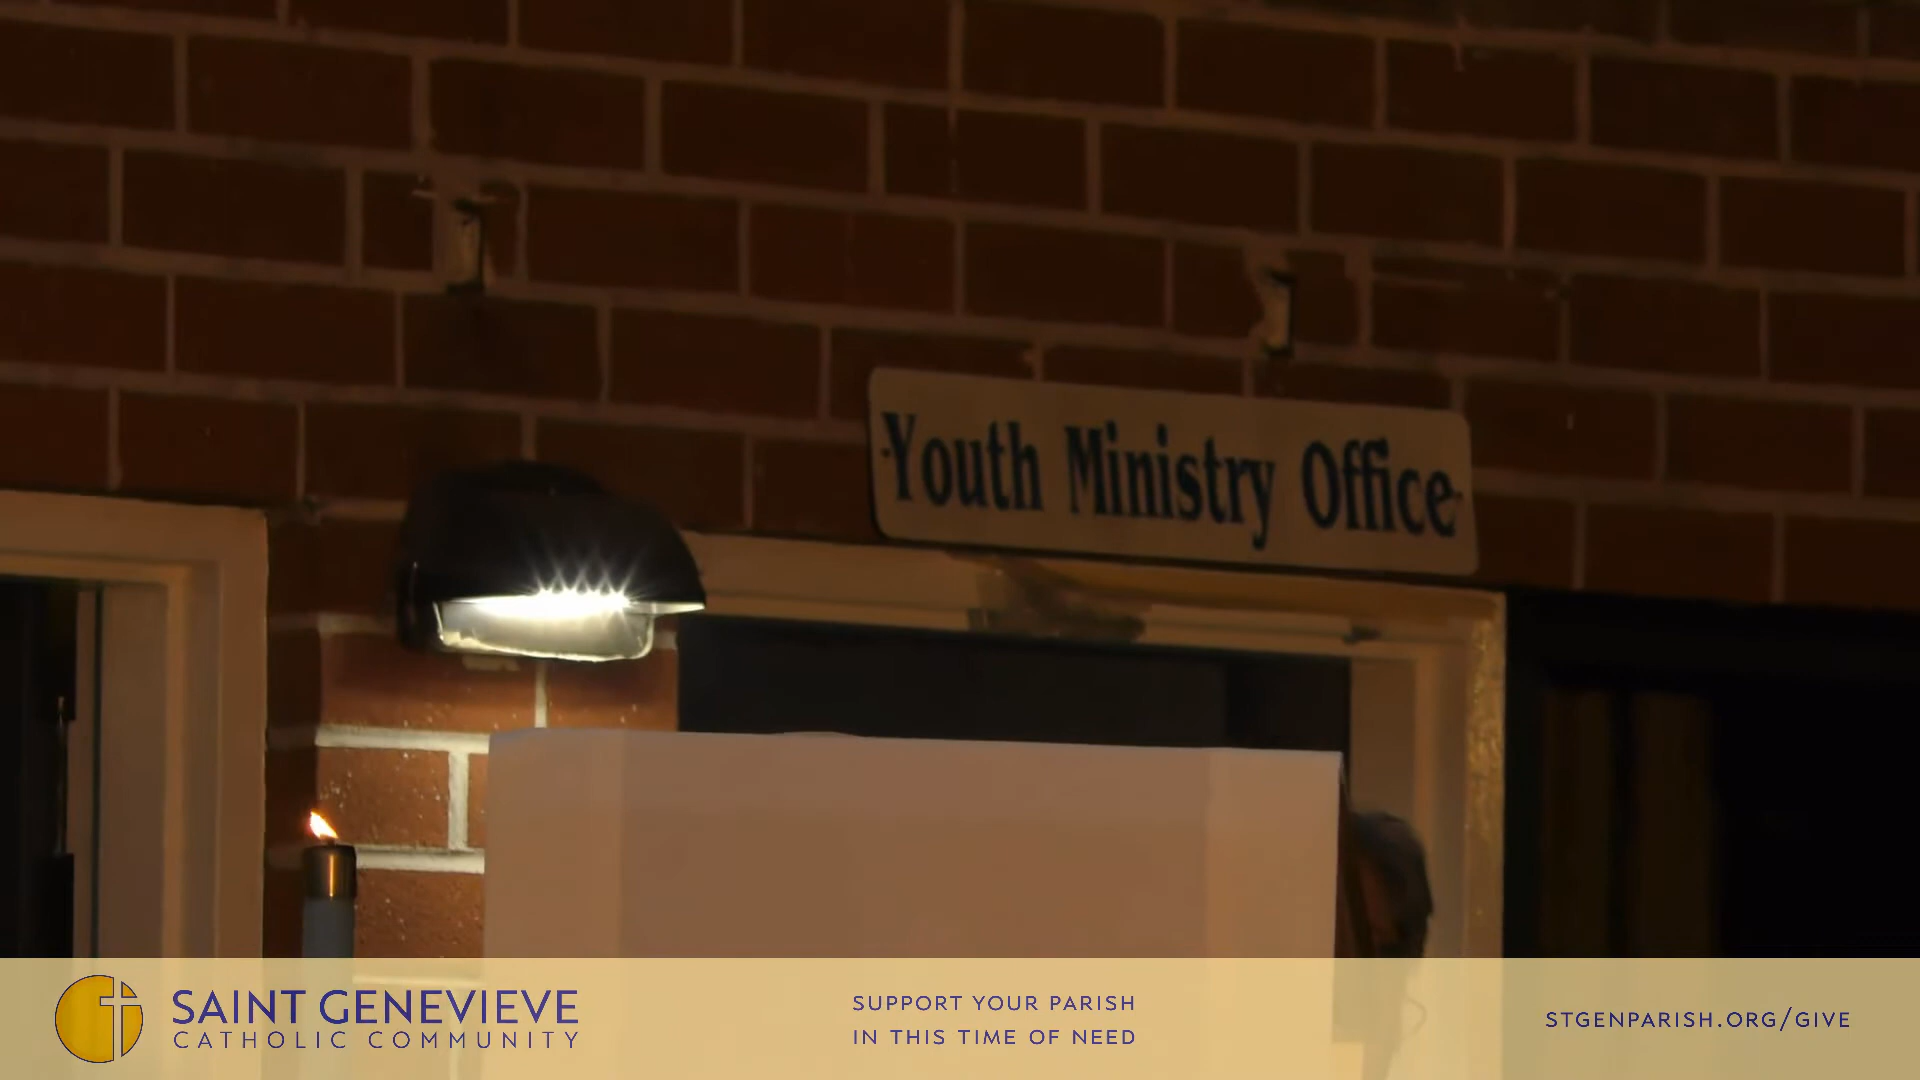 -Youth Ministry Office-
SAINT GENEVIEVE
CATHOLIC COMMUNITY
SUPPORT YOUR PARISH
IN THIS TIME OF NEED
STGENPARISH.ORG/GIVE